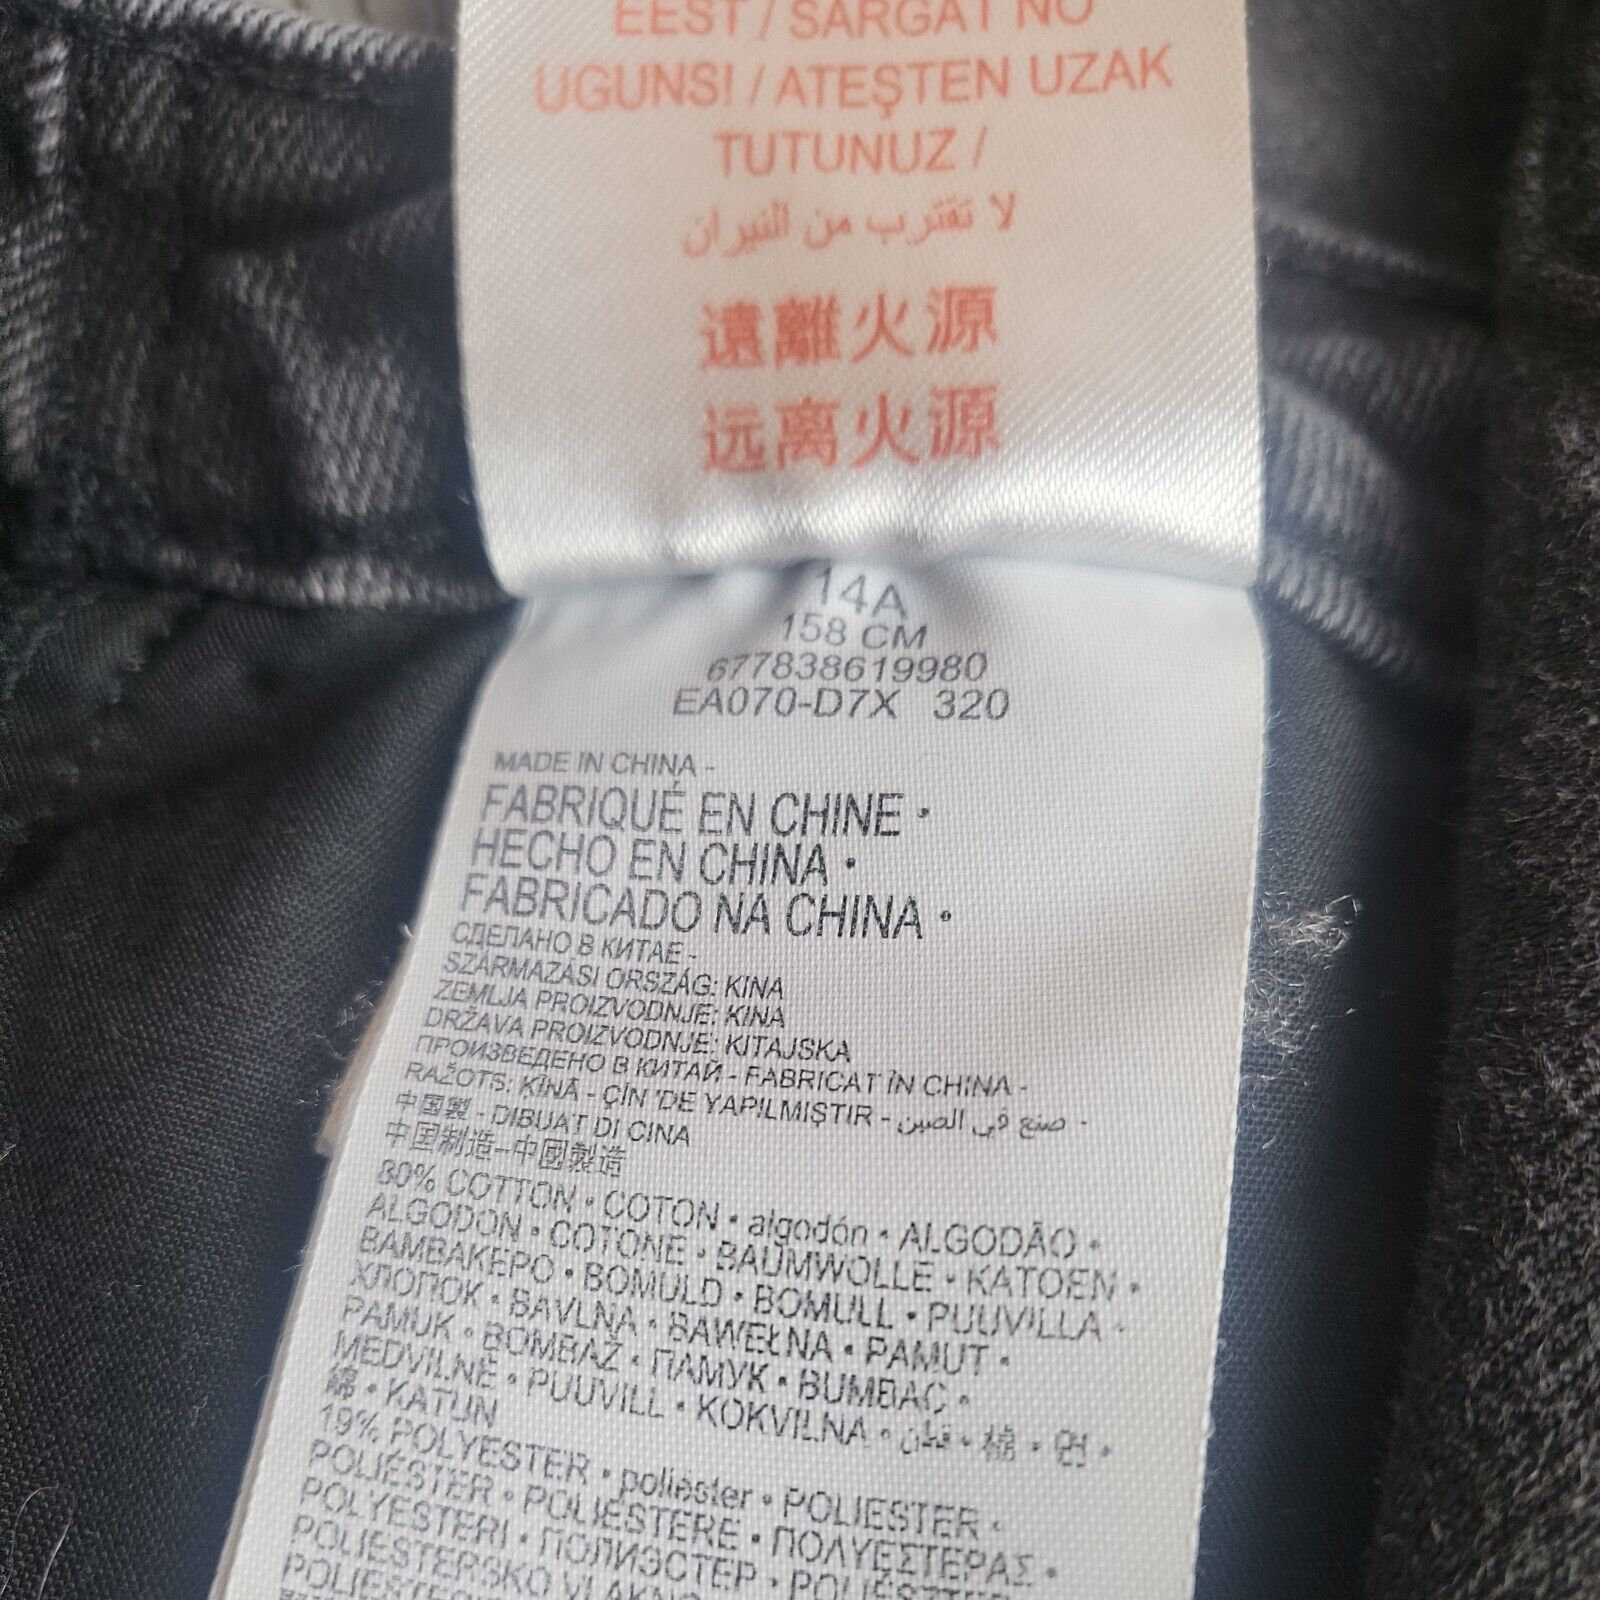 EEST / SARGĀT NO
UGUNS! / ATEŞTEN UZAK
TUTUNUZ /
لا تقترب من النيران
遠離火源
远离火源
14A
158 CM
677838619980
EA070-D7X 320
MADE IN CHINA -
FABRIQUÉ EN CHINE •
HECHO EN CHINA •
FABRICADO NA CHINA •
СДЕЛАНО В КИТАЕ -
SZÁRMAZÁSI ORSZÁG: KINA
ZEMLJA PROIZVODNJE: KINA
DRŽAVA PROIZVODNJE: KITAJSKA
ПРОИЗВЕДЕНО В КИТАЙ - FABRICAT ÎN CHINA -
RAŽOTS: ĶĪNĀ - ÇİN 'DE YAPILMIŞTIR - صنع في الصين -
中国製 - DIBUAT DI CINA
中国制造-中國製造
80% COTTON • COTON • algodón • ALGODÃO •
ALGODON • COTONE • BAUMWOLLE • KATOEN •
ΒΑΜΒΑΚΕΡΟ • BOMULD • BOMULL • PUUVILLA •
ХЛОПОК • BAVLNA • BAWEŁNA • PAMUT •
PAMUK • BOMBAŽ • ПАМУК • BUMBAC •
MEDVILNĖ • PUUVILL • KOKVILNA • قطن • 棉 • 면 •
綿 • KATUN
19% POLYESTER • poliéster • POLIESTER •
POLIÉSTER • POLIESTERE • ΠΟΛΥΕΣΤΕΡΑΣ •
POLYESTERI • ПОЛИЭСТЕР • POLIÉSZTER
POLIESTERSKO VLAKNO